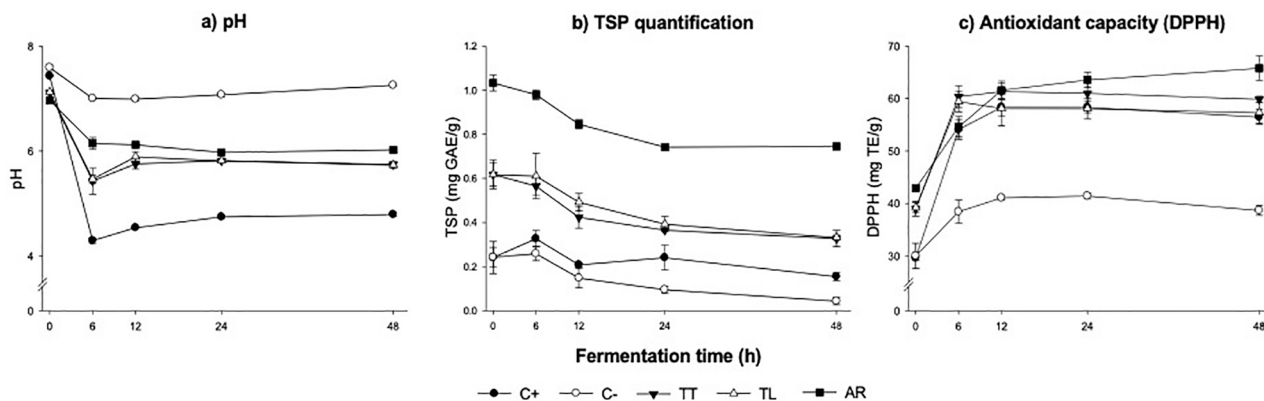 a) pH
b) TSP quantification
c) Antioxidant capacity (DPPH)
pH
8
6
4
0 6 12 24 48
TSP (mg GAE/g)
1.2
1.0
0.8
0.6
0.4
0.2
0.0
0 6 12 24 48
DPPH (mg TE/g)
70
60
50
40
30
10
0 6 12 24 48
Fermentation time (h)
C+ C- TT TL AR